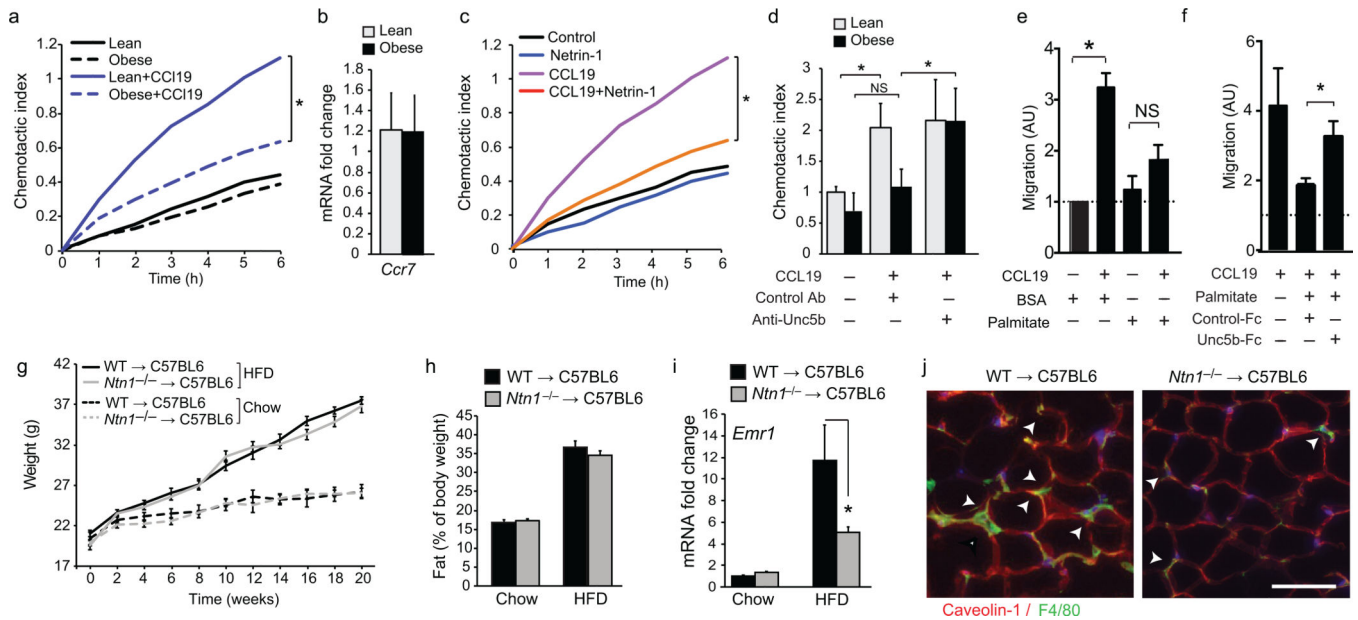 a
Chemotactic index
1.2
1
0.8
0.6
0.4
0.2
0
Lean
Obese
Lean+CCl19
Obese+CCl19
*
0 1 2 3 4 5 6
Time (h)
b
Lean
Obese
mRNA fold change
1.8
1.6
1.4
1.2
1.0
0.8
0.6
0.4
0.2
0
Ccr7
c
Chemotactic index
1.2
1
0.8
0.6
0.4
0.2
0
Control
Netrin-1
CCL19
CCL19+Netrin-1
*
0 1 2 3 4 5 6
Time (h)
d
Lean
Obese
Chemotactic index
3.0
2.5
2.0
1.5
1.0
0.5
0
*
NS
*
CCL19 – + +
Control Ab – + –
Anti-Unc5b – – +
e
Migration (AU)
4
3
2
1
0
*
NS
CCL19 – + – +
BSA + + – –
Palmitate – – + +
f
Migration (AU)
6
4
2
0
*
CCL19 + + +
Palmitate – + +
Control-Fc – + –
Unc5b-Fc – – +
g
Weight (g)
42
37
32
27
22
17
WT → C57BL6
Ntn1–/– → C57BL6
HFD
WT → C57BL6
Ntn1–/– → C57BL6
Chow
0 2 4 6 8 10 12 14 16 18 20
Time (weeks)
h
WT → C57BL6
Ntn1–/– → C57BL6
Fat (% of body weight)
45
40
35
30
25
20
15
10
15
0
Chow HFD
i
WT → C57BL6
Ntn1–/– → C57BL6
Emr1
mRNA fold change
16
14
12
10
8
6
4
2
0
*
Chow HFD
j
WT → C57BL6
Ntn1–/– → C57BL6
Caveolin-1 / F4/80